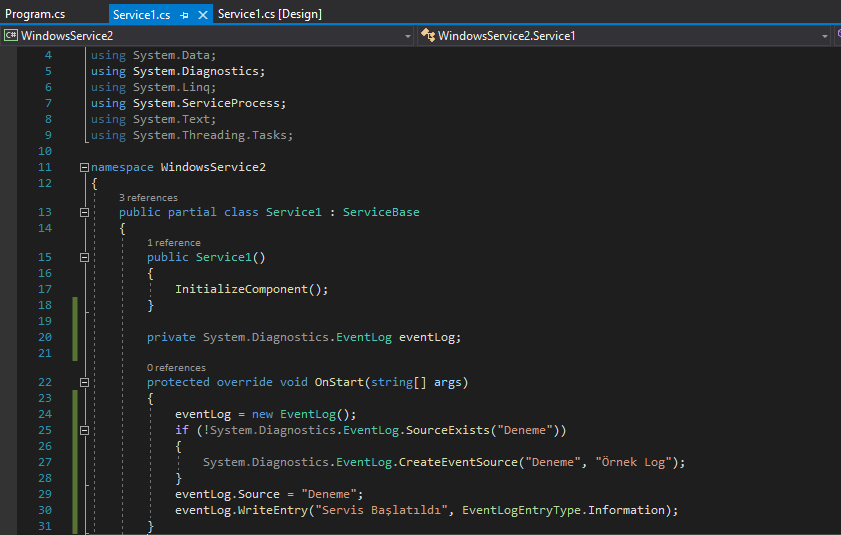 Program.cs Service1.cs Service1.cs [Design]
C# WindowsService2 WindowsService2.Service1
4 using System.Data;
5 using System.Diagnostics;
6 using System.Linq;
7 using System.ServiceProcess;
8 using System.Text;
9 using System.Threading.Tasks;
10
11 namespace WindowsService2
12 {
3 references
13 public partial class Service1 : ServiceBase
14 {
1 reference
15 public Service1()
16 {
17 InitializeComponent();
18 }
19
20 private System.Diagnostics.EventLog eventLog;
21
0 references
22 protected override void OnStart(string[] args)
23 {
24 eventLog = new EventLog();
25 if (!System.Diagnostics.EventLog.SourceExists("Deneme"))
26 {
27 System.Diagnostics.EventLog.CreateEventSource("Deneme", "Örnek Log");
28 }
29 eventLog.Source = "Deneme";
30 eventLog.WriteEntry("Servis Başlatıldı", EventLogEntryType.Information);
31 }